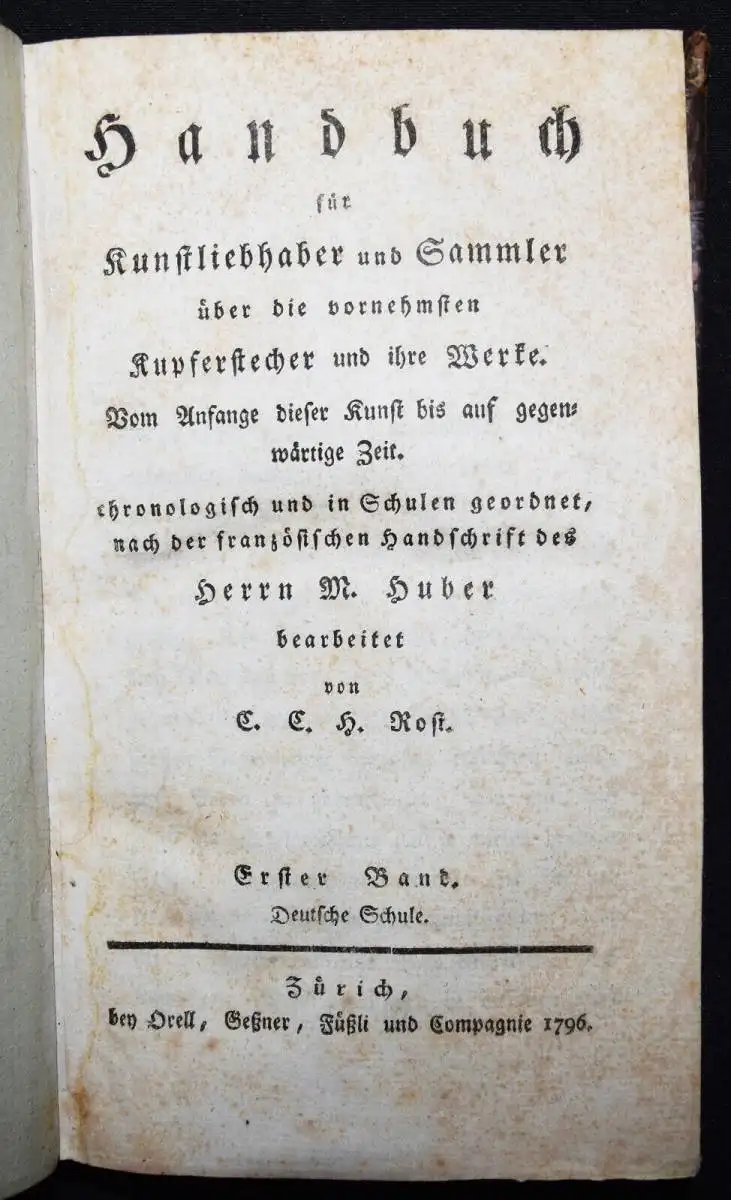 Handbuch
für
Kunstliebhaber und Sammler
über die vornehmsten
Kupferstecher und ihre Werke.
Vom Anfange dieser Kunst bis auf gegen⸗
wärtige Zeit.
chronologisch und in Schulen geordnet,
nach der französischen Handschrift des
Herrn M. Huber
bearbeitet
von
C. C. H. Rost.
Erster Band.
Deutsche Schule.
Zürich,
bey Orell, Geßner, Füßli und Compagnie 1796.